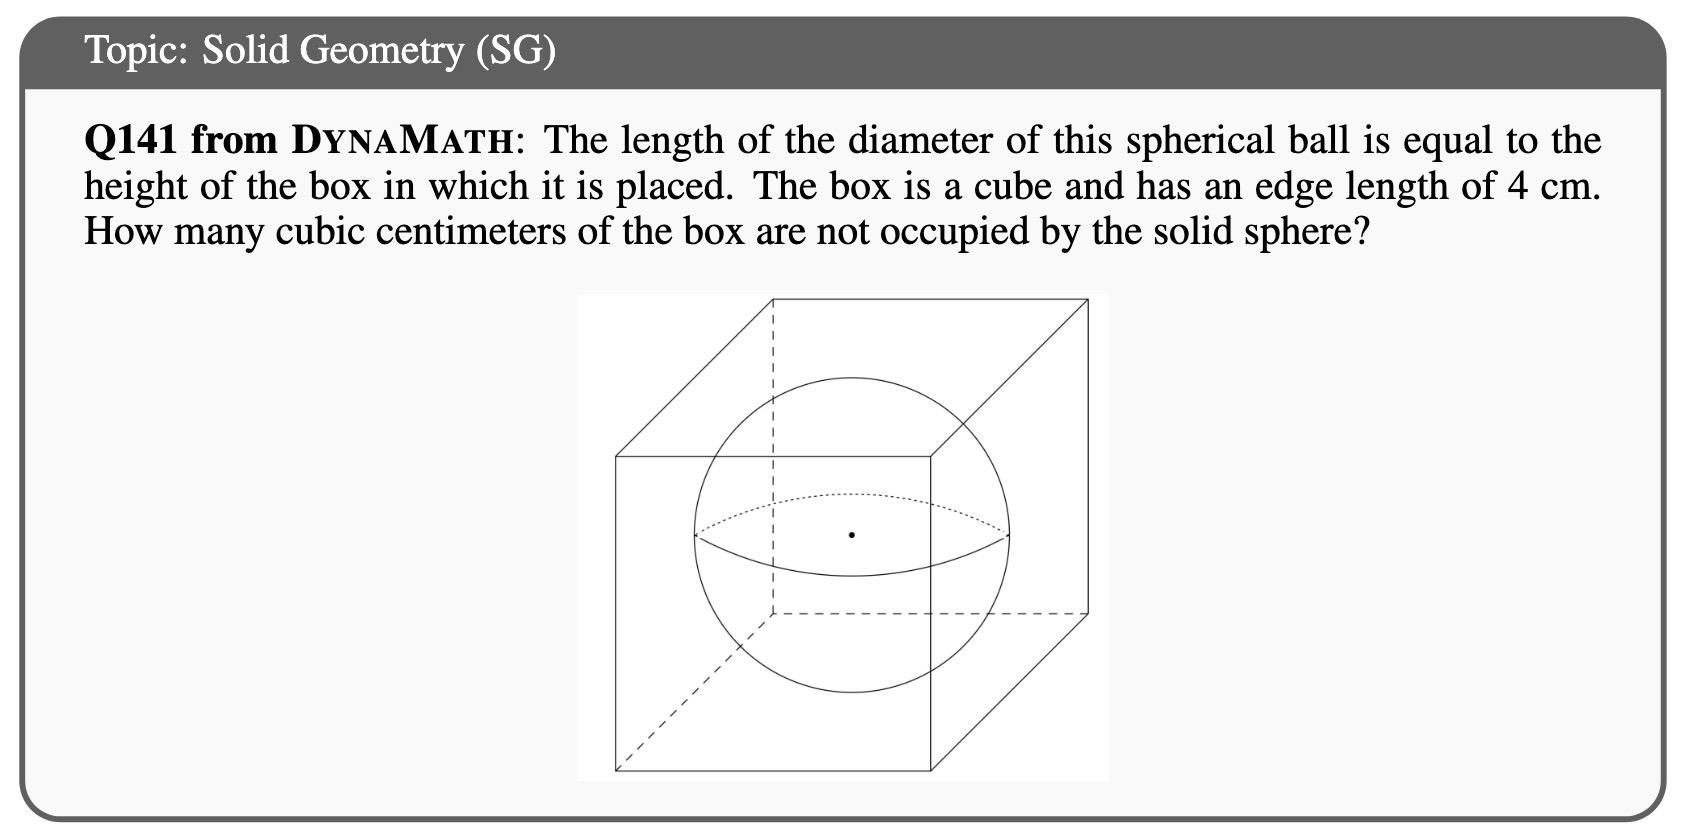 Topic: Solid Geometry (SG)
Q141 from DYNAMATH: The length of the diameter of this spherical ball is equal to the
height of the box in which it is placed. The box is a cube and has an edge length of 4 cm.
How many cubic centimeters of the box are not occupied by the solid sphere?